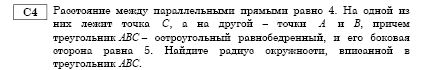 C4 Расстояние между параллельными прямыми равно 4. На одной из
них лежит точка C, а на другой – точки A и B, причем
треугольник ABC – остроугольный равнобедренный, и его боковая
сторона равна 5. Найдите радиус окружности, вписанной в
треугольник ABC.